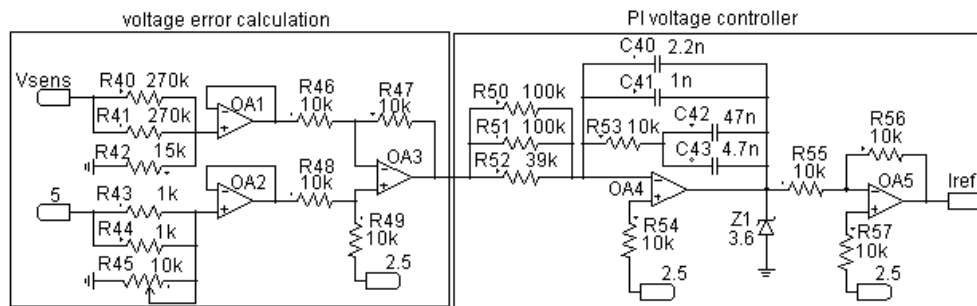 voltage error calculation
PI voltage controller
Vsens
R40 270k
R41 270k
R42 15k
OA1
R46
10k
R47
10k
5
R43 1k
R44 1k
R45 10k
OA2
R48
10k
R49
10k
2.5
OA3
R50 100k
R51 100k
R52 39k
C40 2.2n
C41 1n
R53 10k
C42 47n
C43 4.7n
OA4
R54
10k
2.5
Z1
3.6
R55
10k
R56
10k
OA5
R57
10k
2.5
Iref